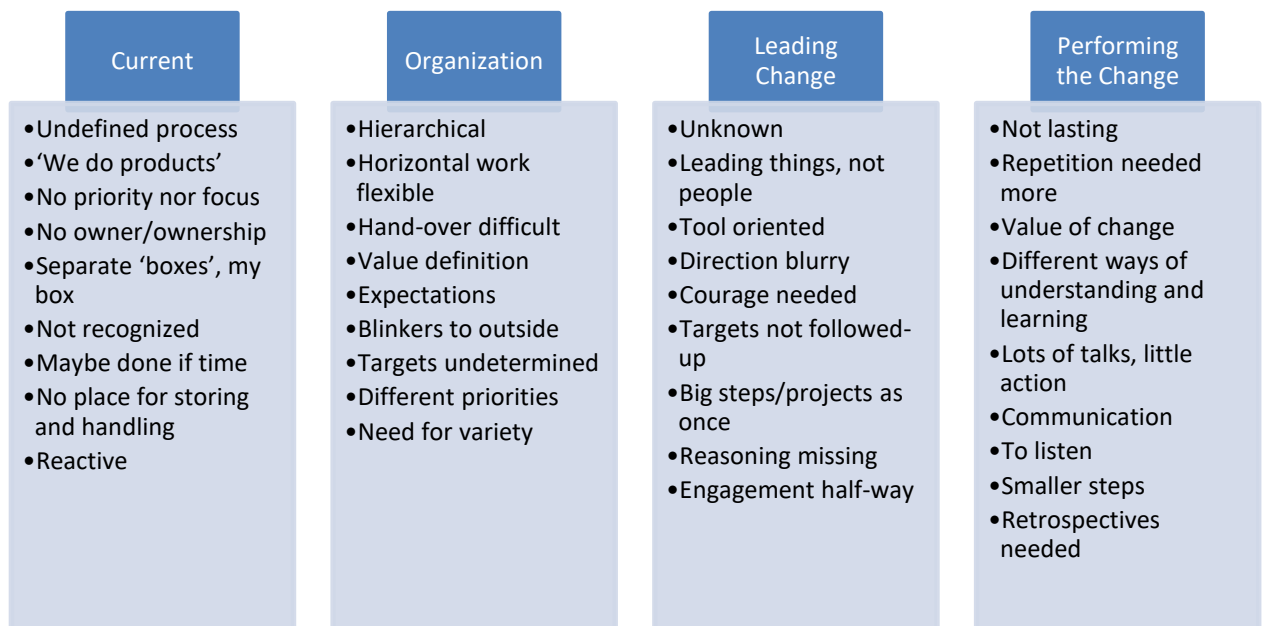 Current
•Undefined process
•‘We do products’
•No priority nor focus
•No owner/ownership
•Separate ‘boxes’, my
box
•Not recognized
•Maybe done if time
•No place for storing
and handling
•Reactive
Organization
•Hierarchical
•Horizontal work
flexible
•Hand-over difficult
•Value definition
•Expectations
•Blinkers to outside
•Targets undetermined
•Different priorities
•Need for variety
Leading
Change
•Unknown
•Leading things, not
people
•Tool oriented
•Direction blurry
•Courage needed
•Targets not followed-
up
•Big steps/projects as
once
•Reasoning missing
•Engagement half-way
Performing
the Change
•Not lasting
•Repetition needed
more
•Value of change
•Different ways of
understanding and
learning
•Lots of talks, little
action
•Communication
•To listen
•Smaller steps
•Retrospectives
needed